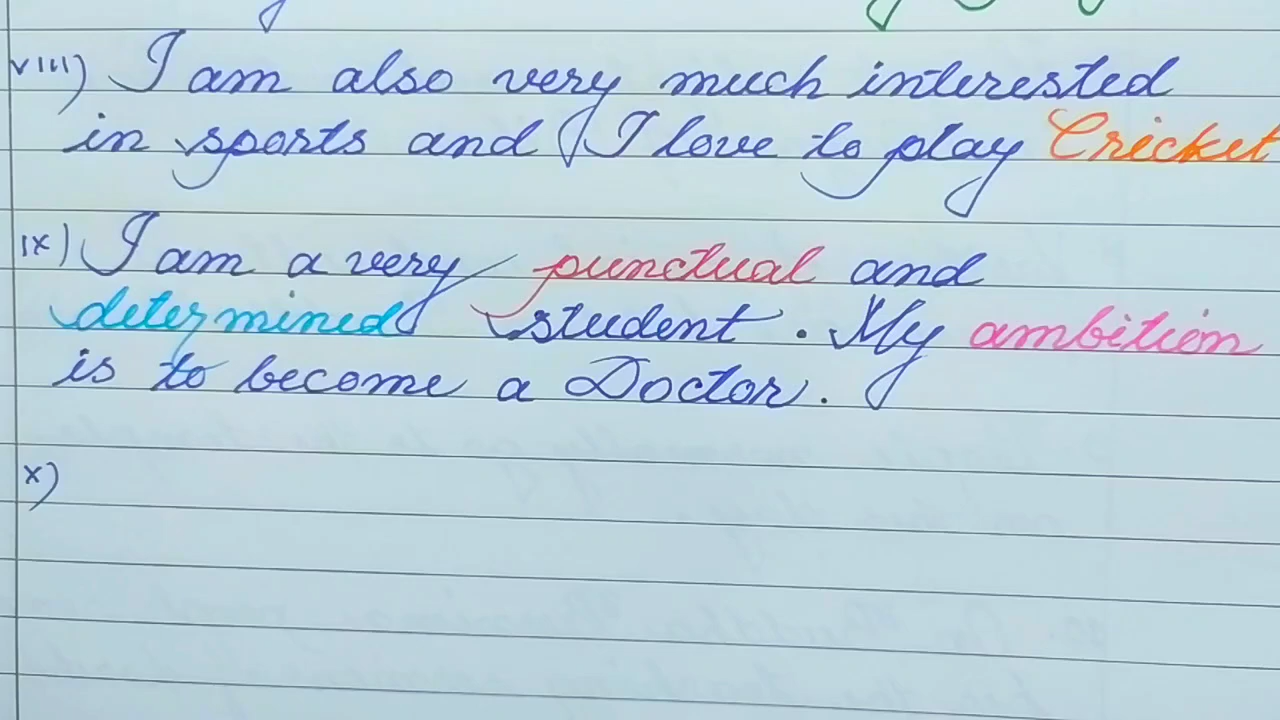 viii) I am also very much interested
in sports and I love to play Cricket
ix) I am a very punctual and
determined student. My ambition
is to become a Doctor.
x)